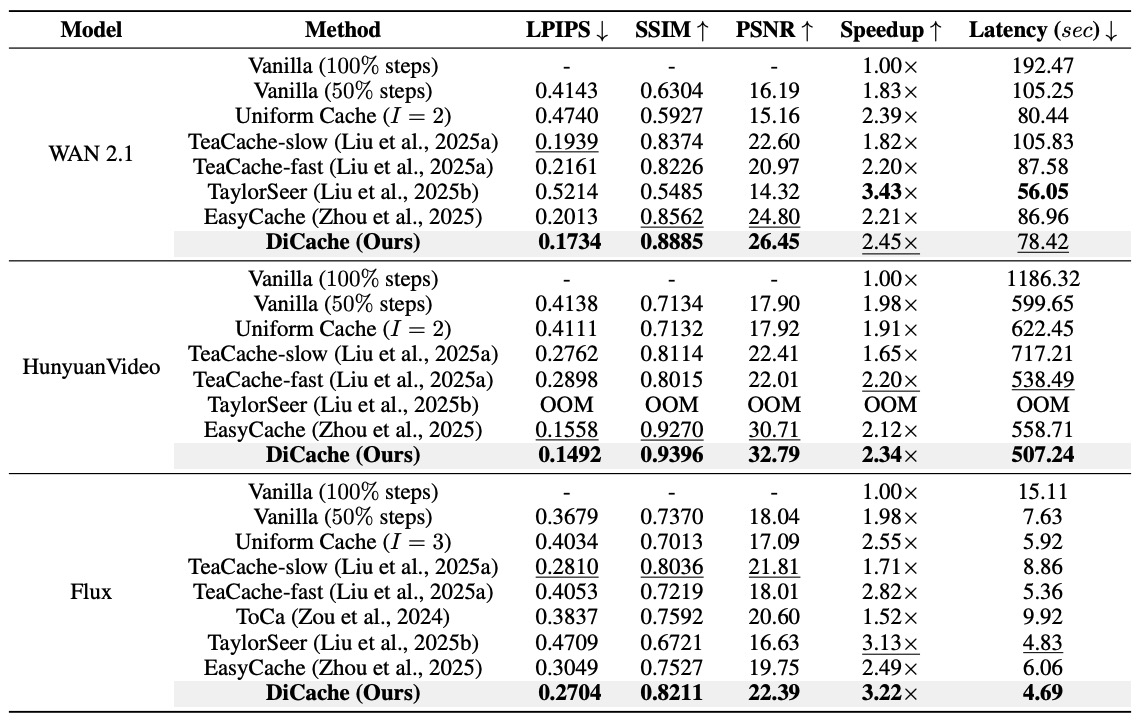 Model Method LPIPS ↓ SSIM ↑ PSNR ↑ Speedup ↑ Latency (sec) ↓
WAN 2.1
Vanilla (100% steps) - - - 1.00× 192.47
Vanilla (50% steps) 0.4143 0.6304 16.19 1.83× 105.25
Uniform Cache (I = 2) 0.4740 0.5927 15.16 2.39× 80.44
TeaCache-slow (Liu et al., 2025a) 0.1939 0.8374 22.60 1.82× 105.83
TeaCache-fast (Liu et al., 2025a) 0.2161 0.8226 20.97 2.20× 87.58
TaylorSeer (Liu et al., 2025b) 0.5214 0.5485 14.32 3.43× 56.05
EasyCache (Zhou et al., 2025) 0.2013 0.8562 24.80 2.21× 86.96
DiCache (Ours) 0.1734 0.8885 26.45 2.45× 78.42
HunyuanVideo
Vanilla (100% steps) - - - 1.00× 1186.32
Vanilla (50% steps) 0.4138 0.7134 17.90 1.98× 599.65
Uniform Cache (I = 2) 0.4111 0.7132 17.92 1.91× 622.45
TeaCache-slow (Liu et al., 2025a) 0.2762 0.8114 22.41 1.65× 717.21
TeaCache-fast (Liu et al., 2025a) 0.2898 0.8015 22.01 2.20× 538.49
TaylorSeer (Liu et al., 2025b) OOM OOM OOM OOM OOM
EasyCache (Zhou et al., 2025) 0.1558 0.9270 30.71 2.12× 558.71
DiCache (Ours) 0.1492 0.9396 32.79 2.34× 507.24
Flux
Vanilla (100% steps) - - - 1.00× 15.11
Vanilla (50% steps) 0.3679 0.7370 18.04 1.98× 7.63
Uniform Cache (I = 3) 0.4034 0.7013 17.09 2.55× 5.92
TeaCache-slow (Liu et al., 2025a) 0.2810 0.8036 21.81 1.71× 8.86
TeaCache-fast (Liu et al., 2025a) 0.4053 0.7219 18.01 2.82× 5.36
ToCa (Zou et al., 2024) 0.3837 0.7592 20.60 1.52× 9.92
TaylorSeer (Liu et al., 2025b) 0.4709 0.6721 16.63 3.13× 4.83
EasyCache (Zhou et al., 2025) 0.3049 0.7527 19.75 2.49× 6.06
DiCache (Ours) 0.2704 0.8211 22.39 3.22× 4.69